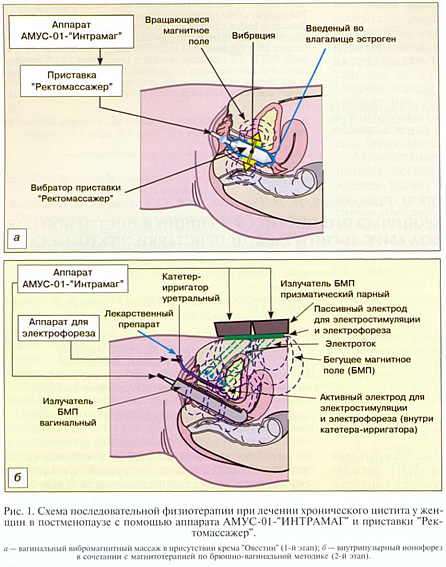 Аппарат
АМУС-01-"Интрамаг"
Вращающееся
магнитное
поле
Вибрвция
Введеный во
влагалище эстроген
Приставка
"Ректомассажер"
Вибратор приставки
"Ректомассажер"
а
Аппарат
АМУС-01-"Интрамаг"
Катетер-
ирригатор
уретральный
Излучатель БМП
призматический парный
Лекарственный
препарат
Аппарат для
электрофореза
Пассивный электрод
для электростимуляции
и электрофореза
Электроток
Бегущее магнитное
поле (БМП)
Излучатель
БМП
вагинальный
Активный электрод для
электростимуляции
и электрофореза (внутри
катетера-ирригатора)
б
Рис. 1. Схема последовательной физиотерапии при лечении хронического цистита у жен-
щин в постменопаузе с помощью аппарата АМУС-01-"ИНТРАМАГ" и приставки "Рек-
томассажер".
а — вагинальный вибромагнитный массаж в присутствии крема "Овестин" (1-й этап); б — внутрипузырный ионофорез
в сочетании с магнитотерапией по брюшно-вагинальной методике (2-й этап).